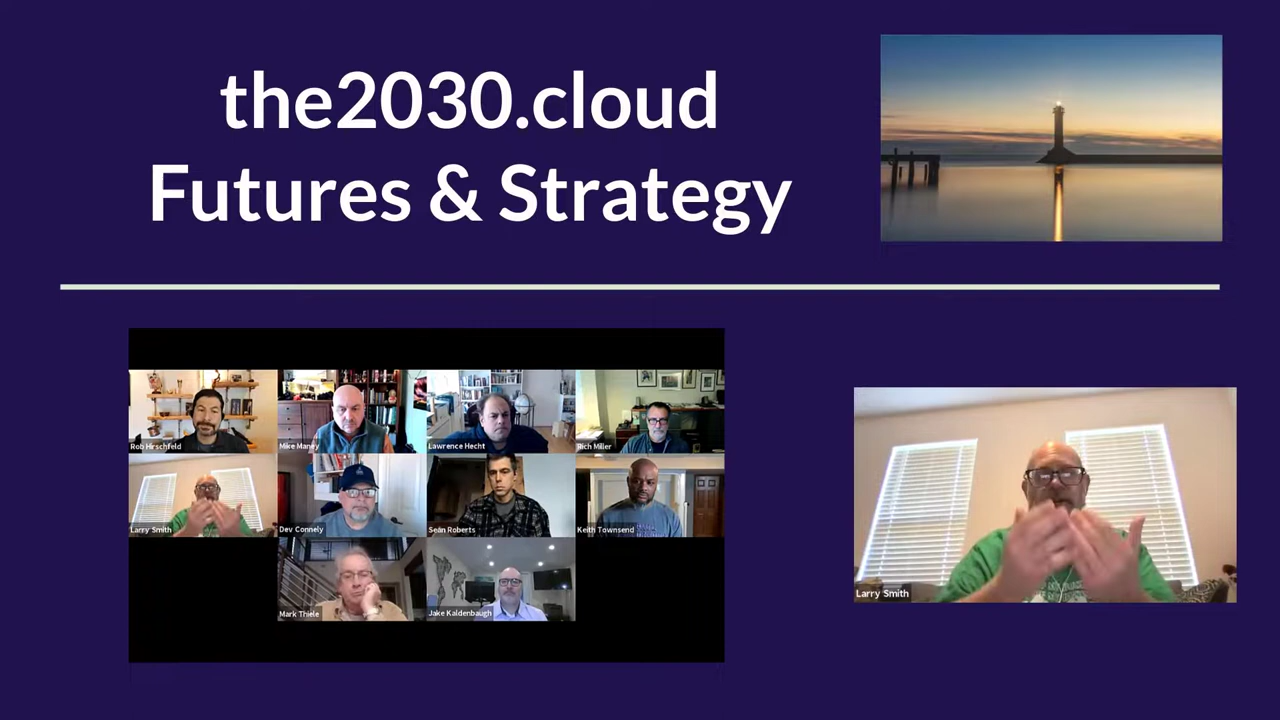 the2030.cloud
Futures & Strategy
Rob Hirschfeld
Mike Maney
Lawrence Hecht
Rich Miller
Larry Smith
Dev Connely
Sean Roberts
Keith Townsend
Mark Thiele
Jake Kaldenbaugh
Larry Smith